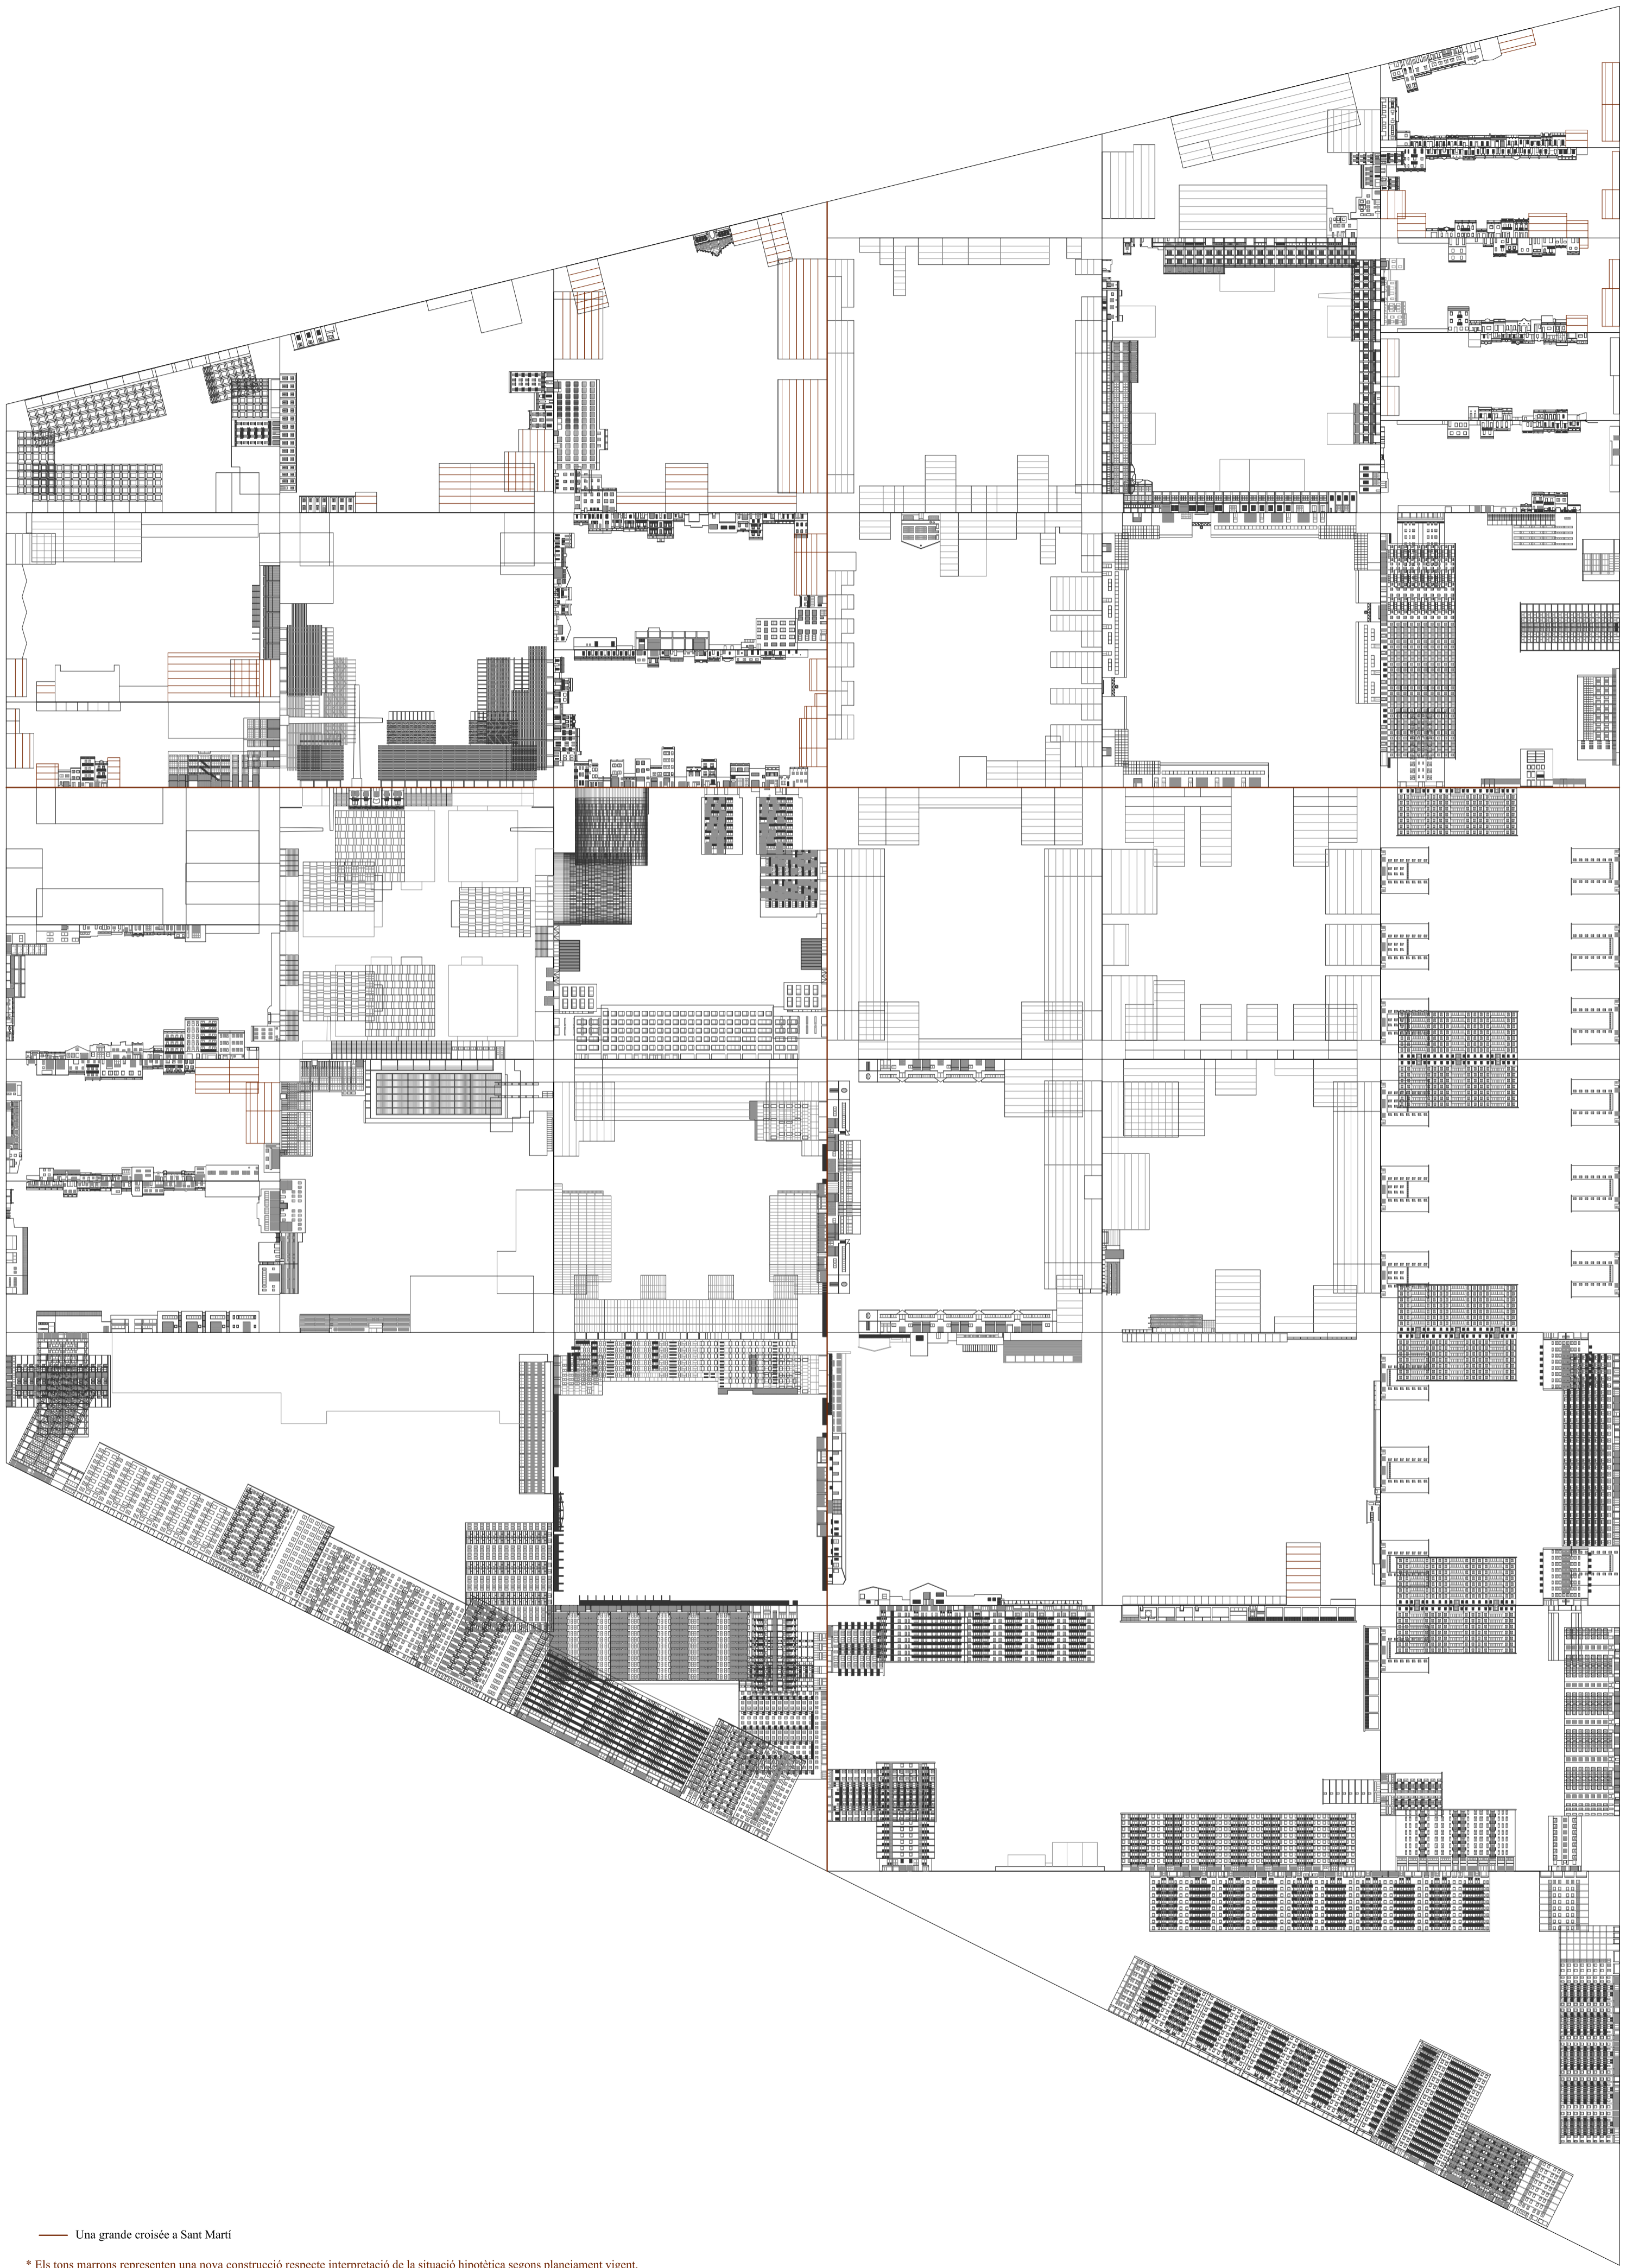 Una grande croisée a Sant Martí
* Els tons marrons representen una nova construcció respecte interpretació de la situació hipotètica segons planejament vigent.